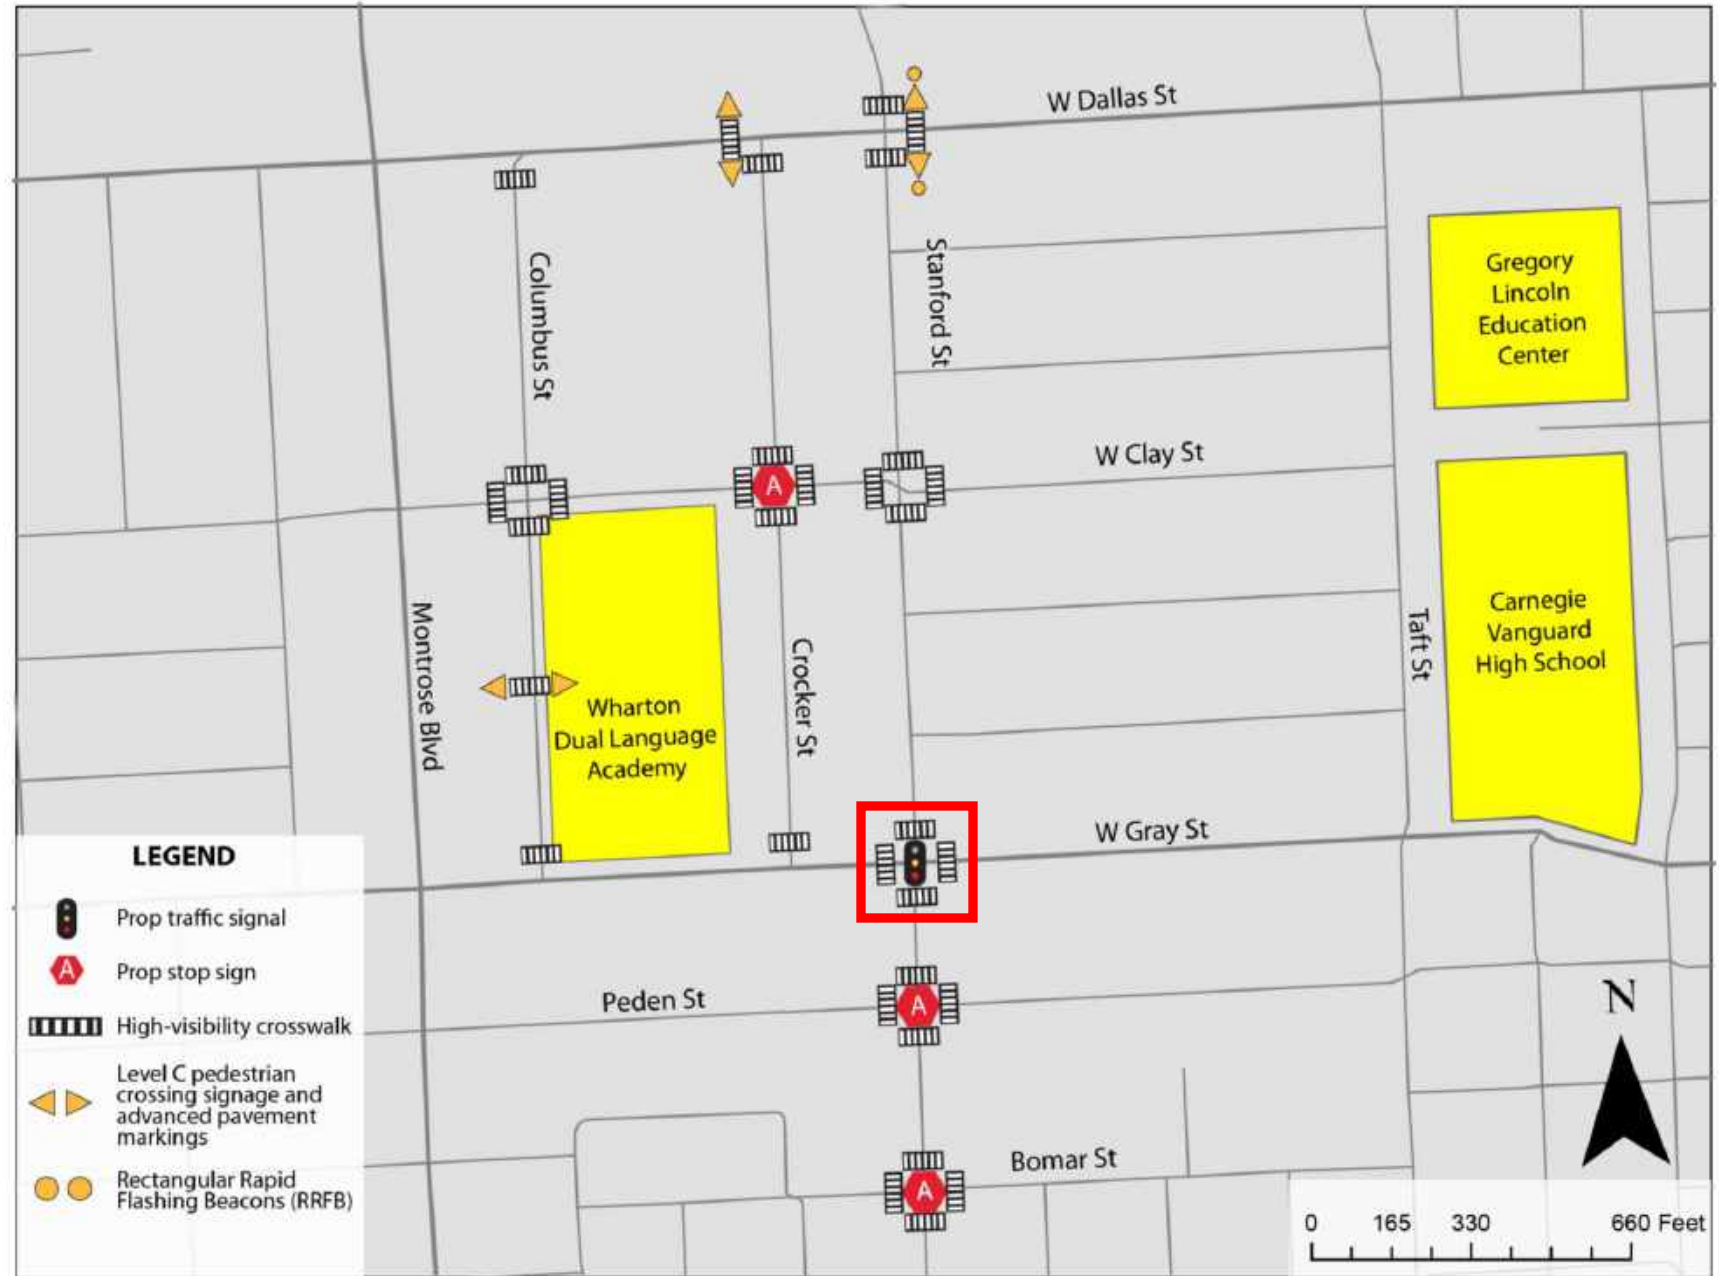 W Dallas St
Columbus St
Stanford St
Gregory
Lincoln
Education
Center
W Clay St
A
Montrose Blvd
Crocker St
Taft St
Carnegie
Vanguard
High School
Wharton
Dual Language
Academy
W Gray St
LEGEND
Prop traffic signal
A Prop stop sign
High-visibility crosswalk
Level C pedestrian
crossing signage and
advanced pavement
markings
Rectangular Rapid
Flashing Beacons (RRFB)
Peden St
A
Bomar St
A
N
0 165 330 660 Feet